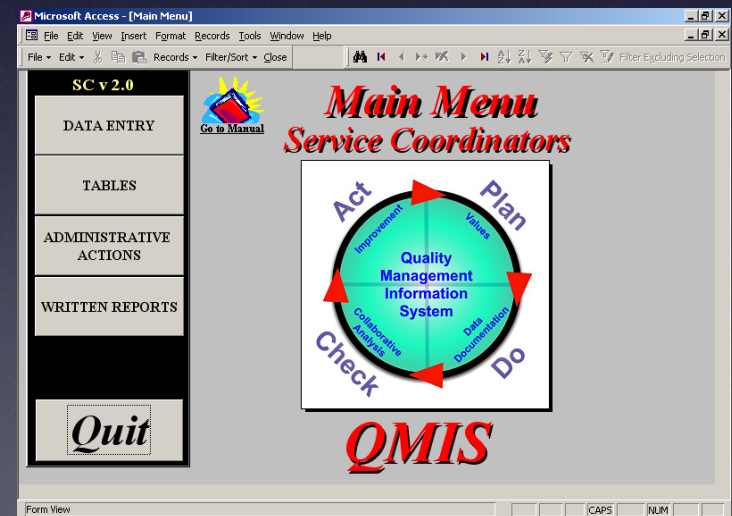 Microsoft Access - [Main Menu]
File Edit View Insert Format Records Tools Window Help
File Edit Records Filter/Sort Close Filter Excluding Selection
SC v 2.0
DATA ENTRY
TABLES
ADMINISTRATIVE
ACTIONS
WRITTEN REPORTS
Quit
Go to Manual
Main Menu
Service Coordinators
Act
Plan
Improvement
Values
Quality
Management
Information
System
Collaborative
Analysis
Data
Documentation
Check
Do
QMIS
Form View CAPS NUM